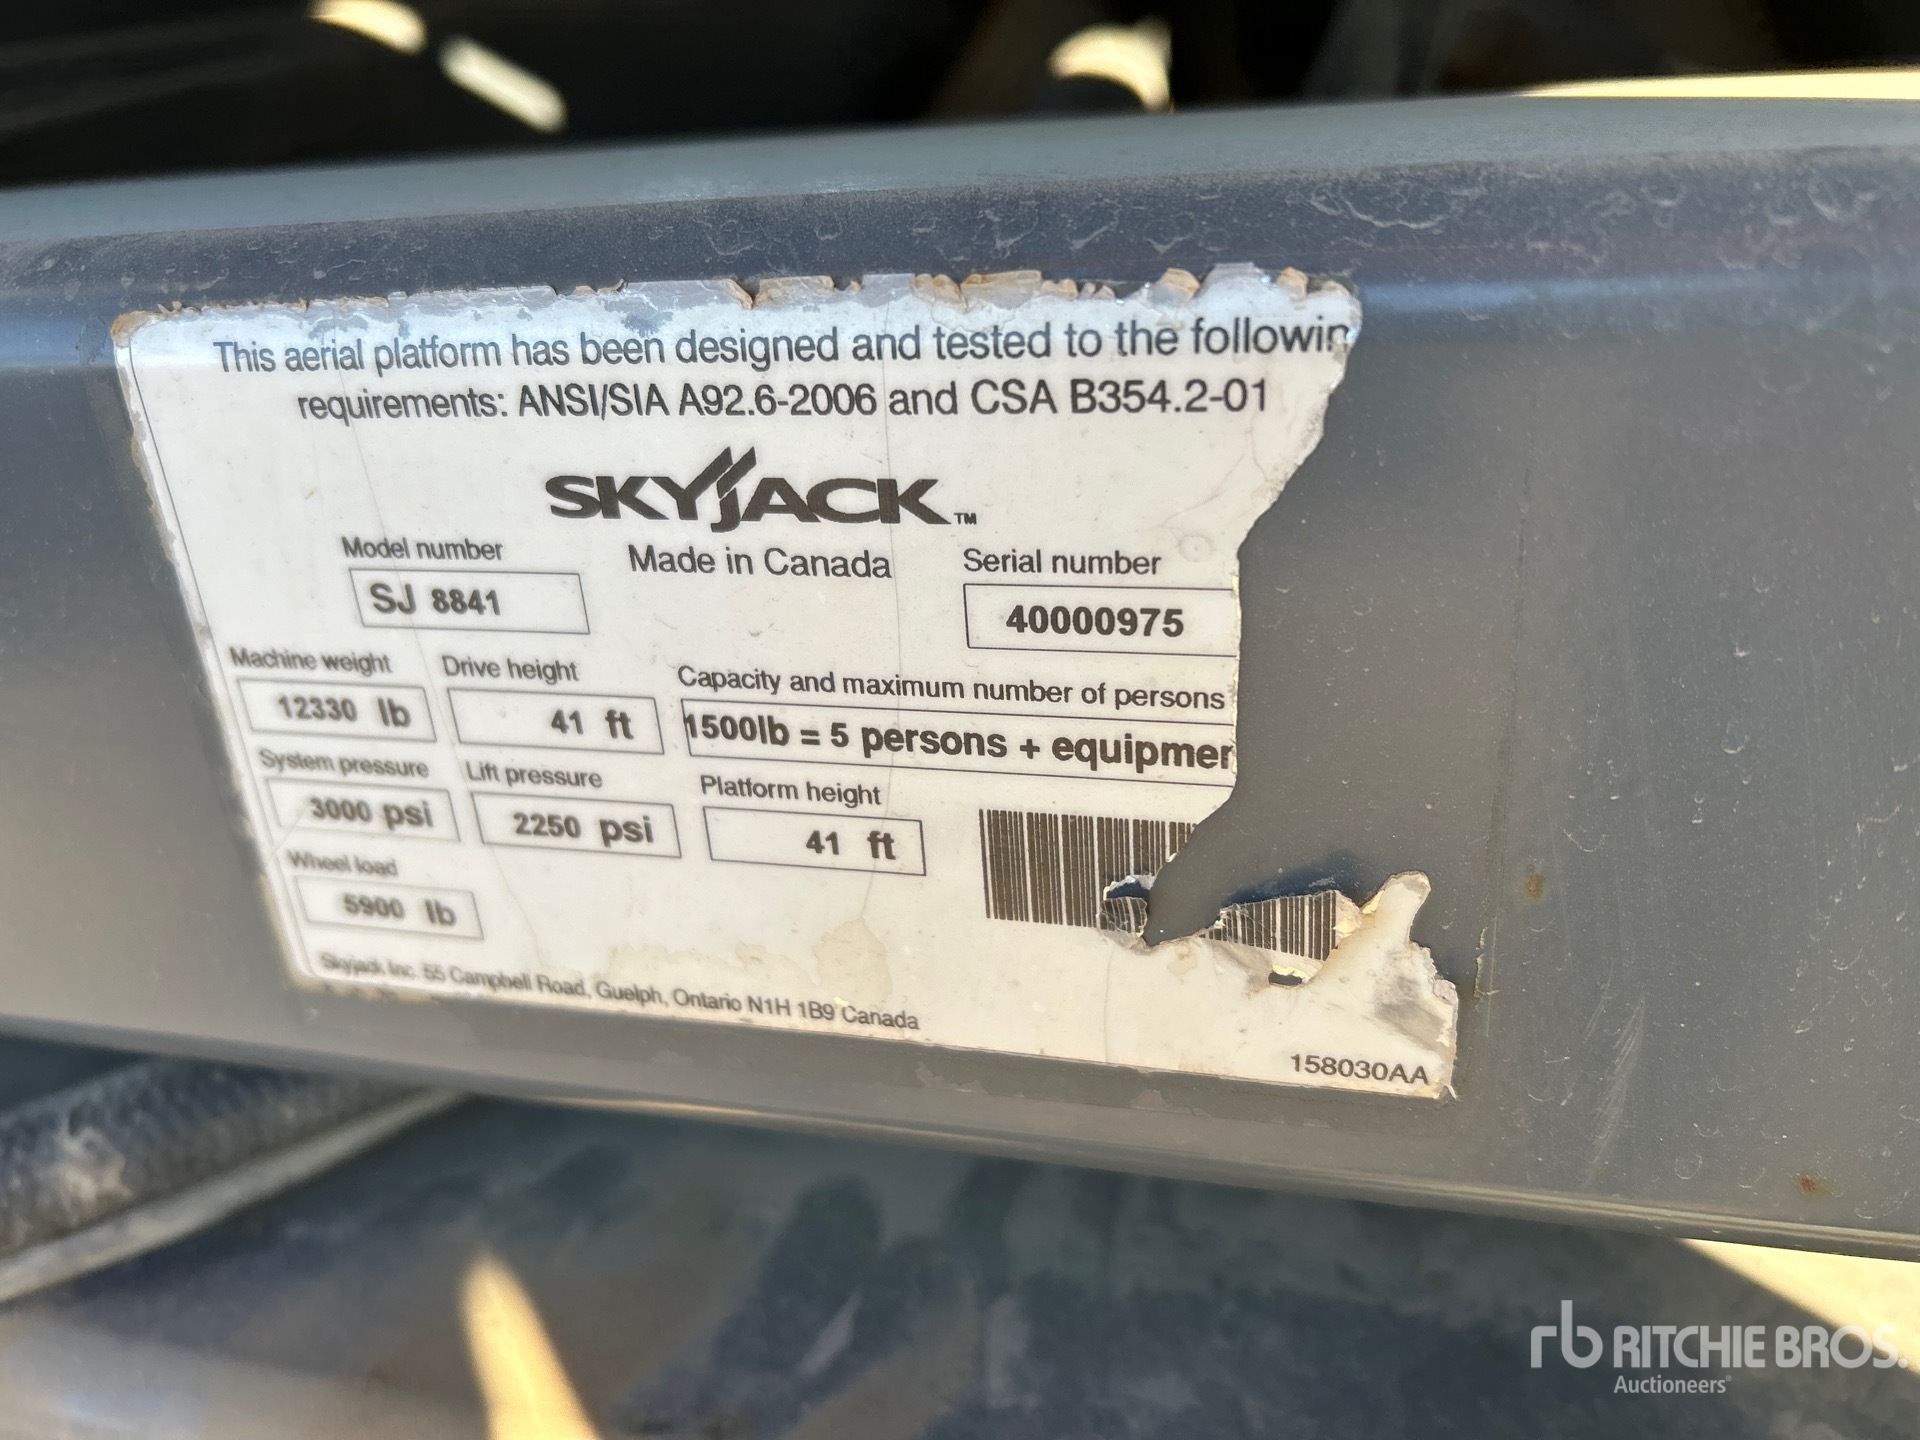 This aerial platform has been designed and tested to the followin
requirements: ANSI/SIA A92.6-2006 and CSA B354.2-01
SKYJACK™
Made in Canada
Model number
SJ 8841
Serial number
40000975
Machine weight
12330 lb
Drive height
41 ft
Capacity and maximum number of persons
1500lb = 5 persons + equipmen
System pressure
3000 psi
Lift pressure
2250 psi
Platform height
41 ft
Wheel load
5900 lb
Skyjack Inc. 55 Campbell Road, Guelph, Ontario N1H 1B9 Canada
158030AA
rb RITCHIE BROS.
Auctioneers®